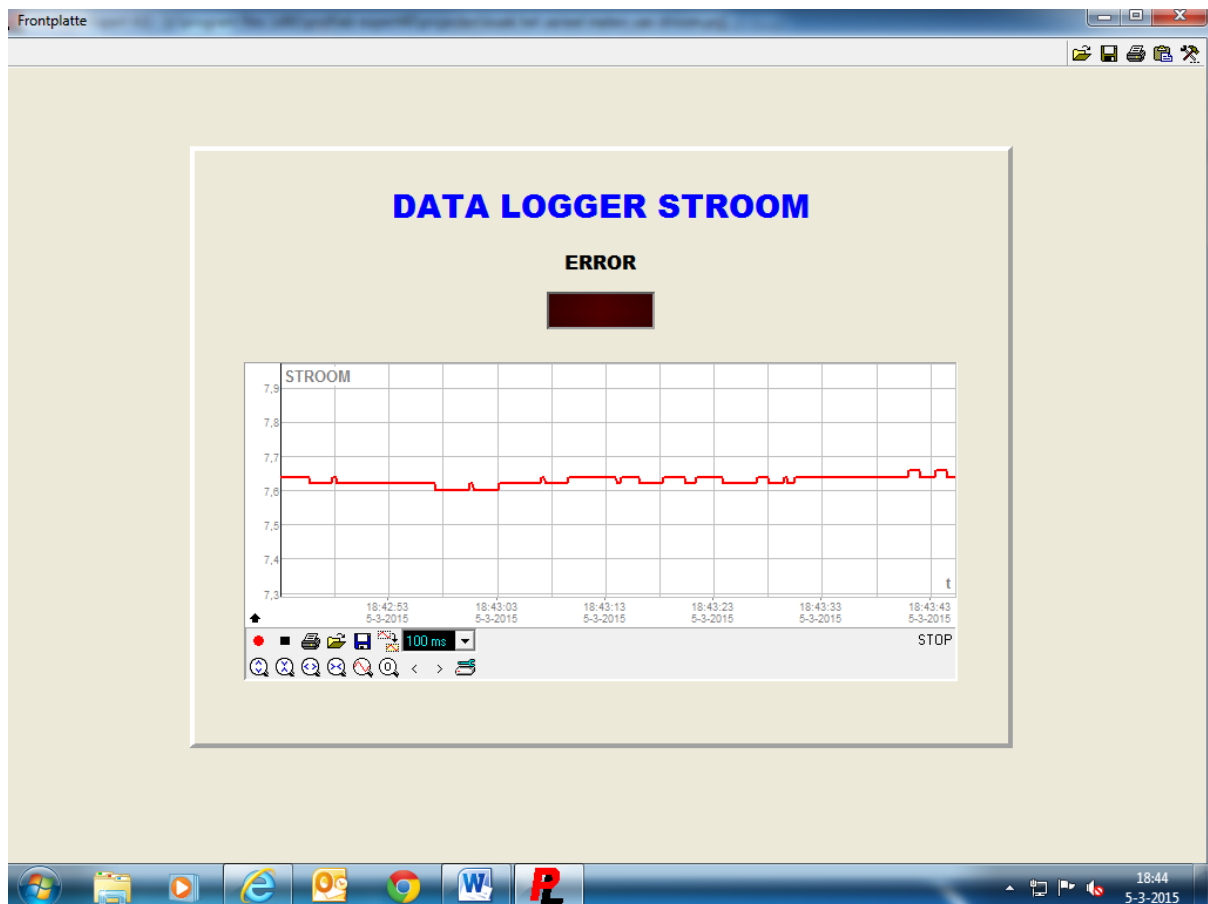 Frontplatte
DATA LOGGER STROOM
ERROR
STROOM
7,9
7,8
7,7
7,6
7,5
7,4
7,3
t
18:42:53 18:43:03 18:43:13 18:43:23 18:43:33 18:43:43
5-3-2015 5-3-2015 5-3-2015 5-3-2015 5-3-2015 5-3-2015
100 ms STOP
18:44
5-3-2015